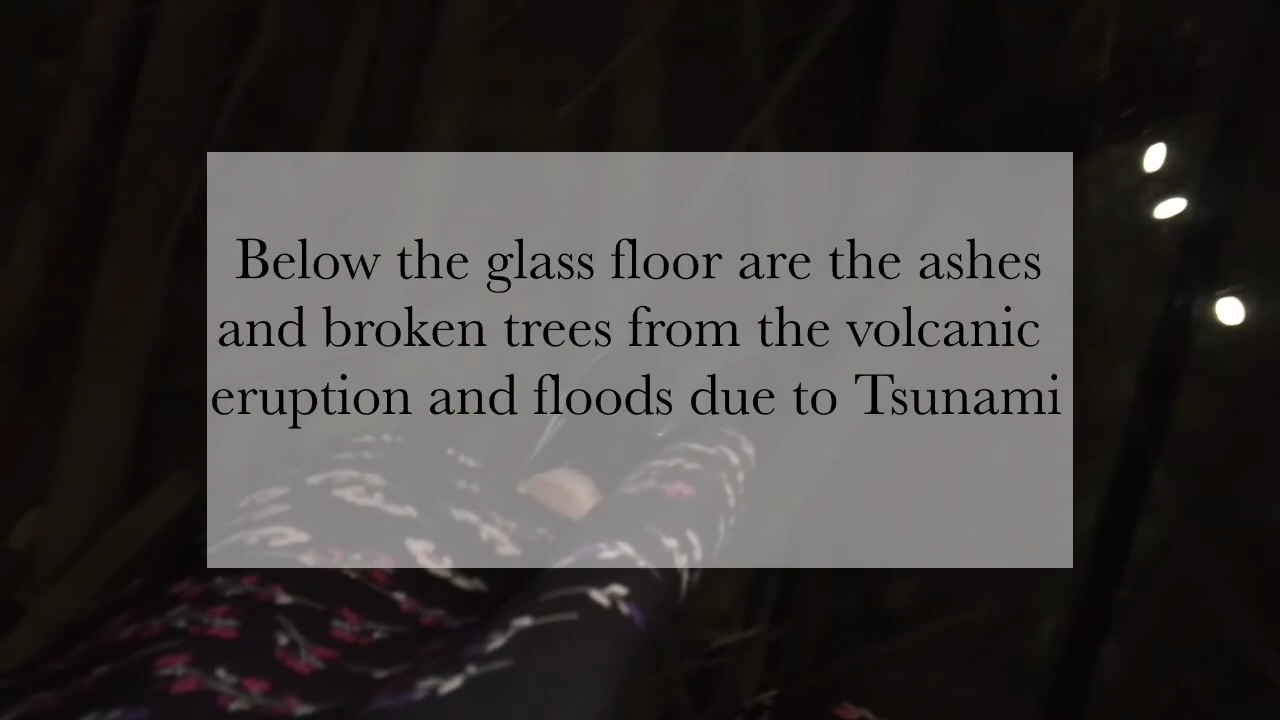 Below the glass floor are the ashes
and broken trees from the volcanic
eruption and floods due to Tsunami